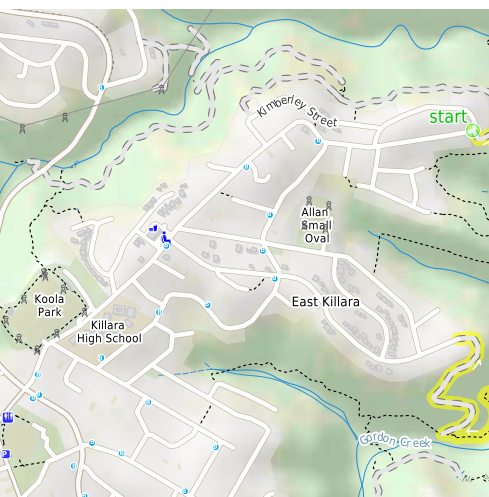 Kimberley Street
start
Allan
Small
Oval
East Killara
Koola
Park
Killara
High School
Gordon Creek